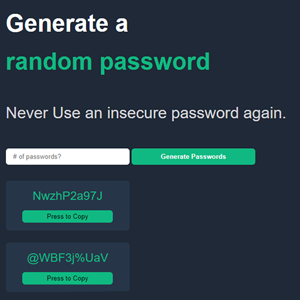 Generate a
random password
Never Use an insecure password again.
# of passwords?
Generate Passwords
NwzhP2a97J
Press to Copy
@WBF3j%UaV
Press to Copy